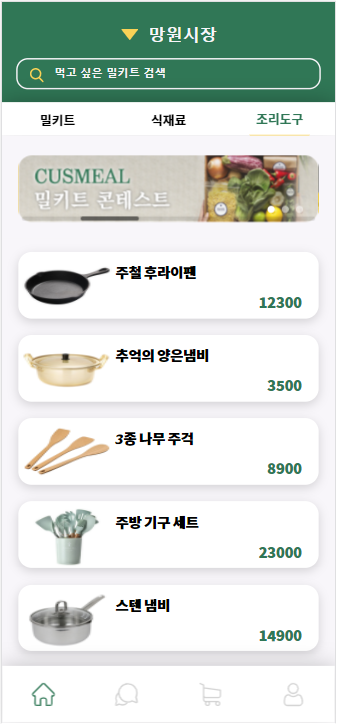 망원시장
먹고 싶은 밀키트 검색
밀키트
식재료
조리도구
CUSMEAL
밀키트 콘테스트
주철 후라이팬
12300
추억의 양은냄비
3500
3종 나무 주걱
8900
주방 기구 세트
23000
스텐 냄비
14900